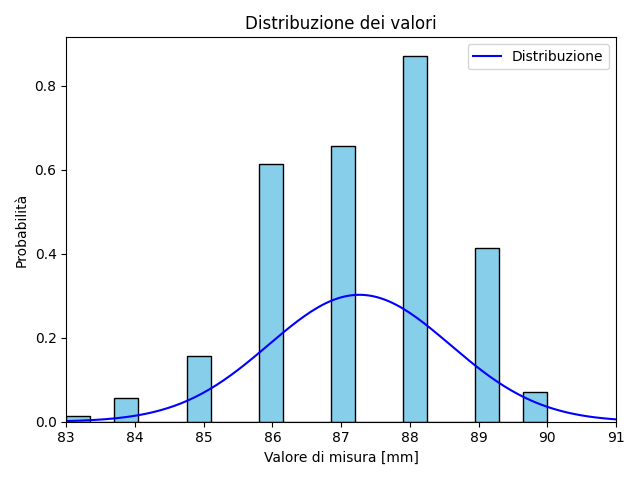 Distribuzione dei valori
Distribuzione
Probabilità
0.8
0.6
0.4
0.2
0.0
83 84 85 86 87 88 89 90 91
Valore di misura [mm]